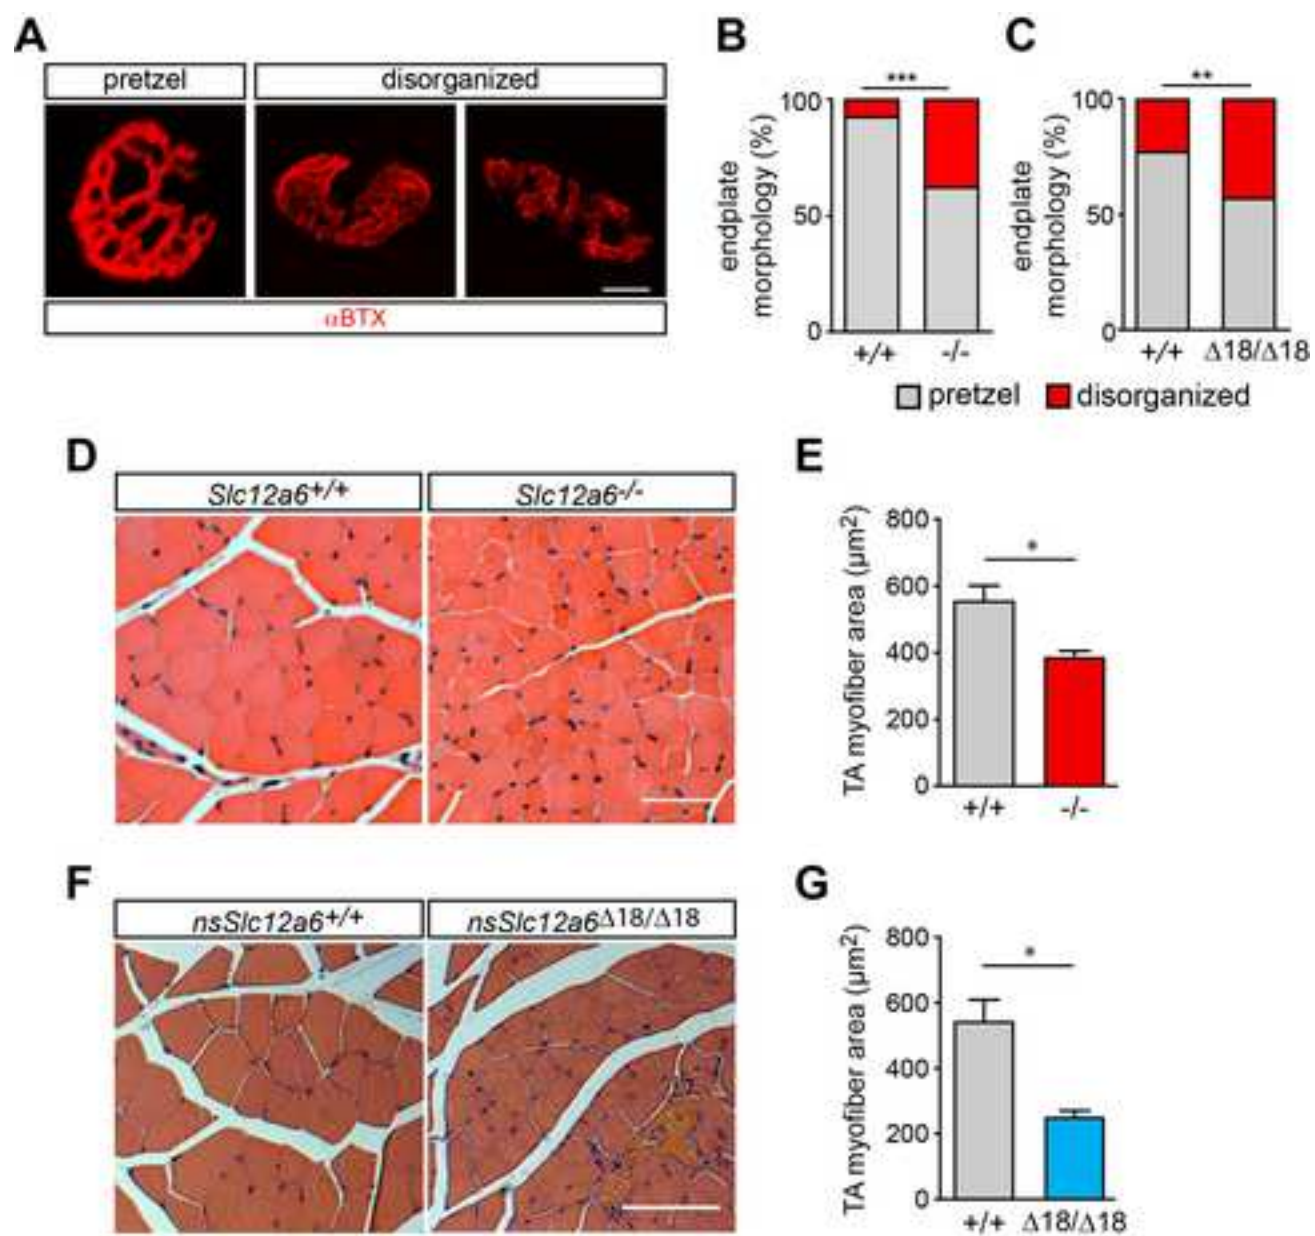 A
pretzel
disorganized
αBTX
B
***
endplate
morphology (%)
100
50
0
+/+
-/-
C
**
endplate
morphology (%)
100
50
0
+/+
Δ18/Δ18
pretzel
disorganized
D
Slc12a6+/+
Slc12a6-/-
E
*
TA myofiber area (µm²)
800
600
400
200
0
+/+
-/-
F
nsSlc12a6+/+
nsSlc12a6Δ18/Δ18
G
*
TA myofiber area (µm²)
800
600
400
200
0
+/+
Δ18/Δ18